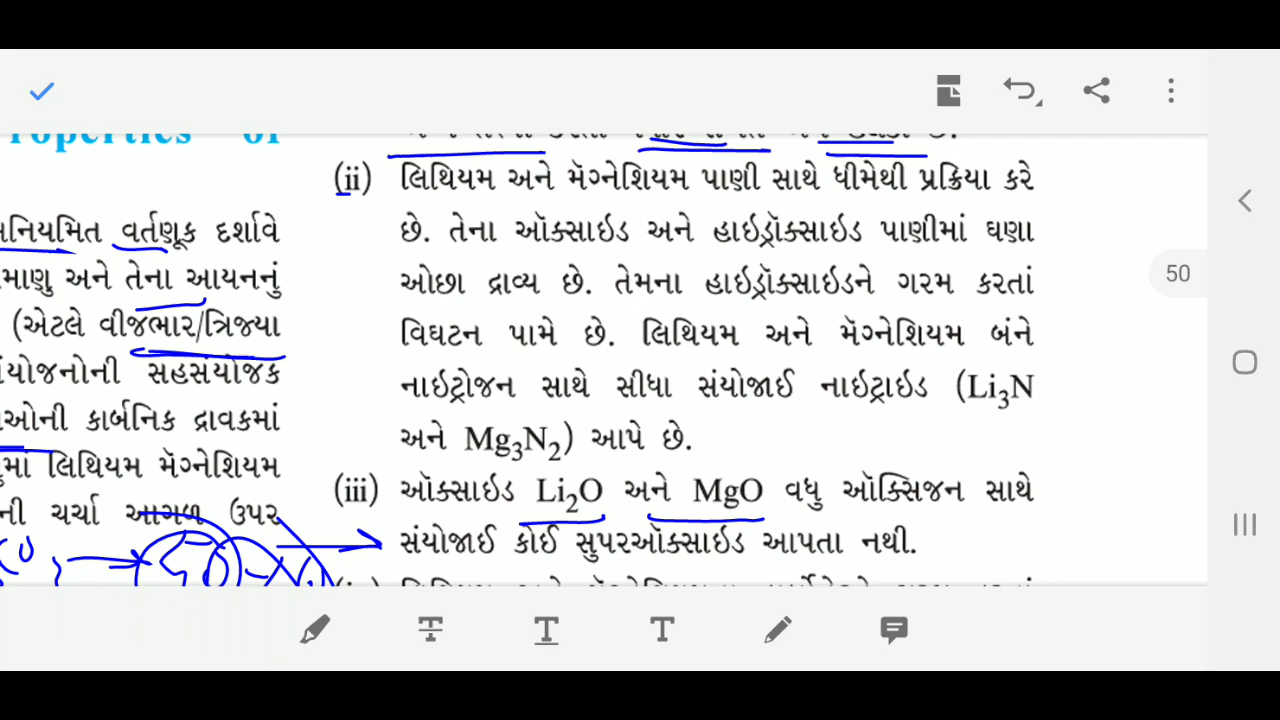 roperties of
(ii) લિથિયમ અને મૅગ્નેશિયમ પાણી સાથે ધીમેથી પ્રક્રિયા કરે
છે. તેના ઑક્સાઇડ અને હાઇડ્રૉક્સાઇડ પાણીમાં ઘણા
ઓછા દ્રાવ્ય છે. તેમના હાઇડ્રૉક્સાઇડને ગરમ કરતાં
વિઘટન પામે છે. લિથિયમ અને મૅગ્નેશિયમ બંને
નાઇટ્રોજન સાથે સીધા સંયોજાઈ નાઇટ્રાઇડ (Li₃N
અને Mg₃N₂) આપે છે.
(iii) ઑક્સાઇડ Li₂O અને MgO વધુ ઑક્સિજન સાથે
સંયોજાઈ કોઈ સુપરઑક્સાઇડ આપતા નથી.
નિયમિત વર્તણૂક દર્શાવે
માણુ અને તેના આયનનું
(એટલે વીજભાર/ત્રિજ્યા
યોજનોની સહસંયોજક
ઓની કાર્બનિક દ્રાવકમાં
માં લિથિયમ મૅગ્નેશિયમ
ની ચર્ચા આગળ ઉપર
50